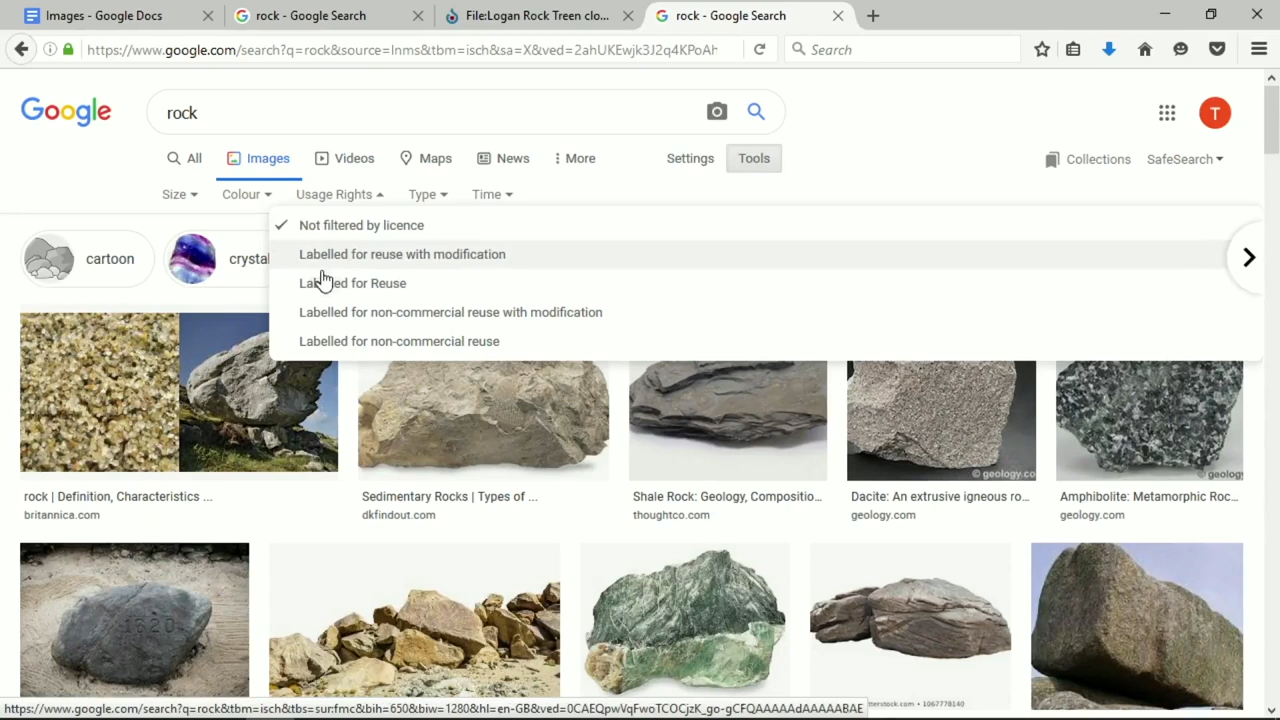 Images - Google Docs
rock - Google Search
File:Logan Rock Treen clo...
rock - Google Search
https://www.google.com/search?q=rock&source=lnms&tbm=isch&sa=X&ved=2ahUKEwjk3J2q4KPoAh
Search
Google
rock
T
All
Images
Videos
Maps
News
More
Settings
Tools
Collections
SafeSearch
Size
Colour
Usage Rights
Type
Time
Not filtered by licence
Labelled for reuse with modification
Labelled for Reuse
Labelled for non-commercial reuse with modification
Labelled for non-commercial reuse
cartoon
crystal
© geology.co
© geology
rock | Definition, Characteristics ...
britannica.com
Sedimentary Rocks | Types of ...
dkfindout.com
Shale Rock: Geology, Compositio...
thoughtco.com
Dacite: An extrusive igneous ro...
geology.com
Amphibolite: Metamorphic Roc...
geology.com
1620
https://www.google.com/search?q=rock&tbm=isch&tbs=sur:fmc&bih=650&biw=1280&hl=en-GB&ved=0CAEQpwVqFwoTCOCjzK_go-gCFQAAAAAdAAAAABAE
terstock.com • 1067778140